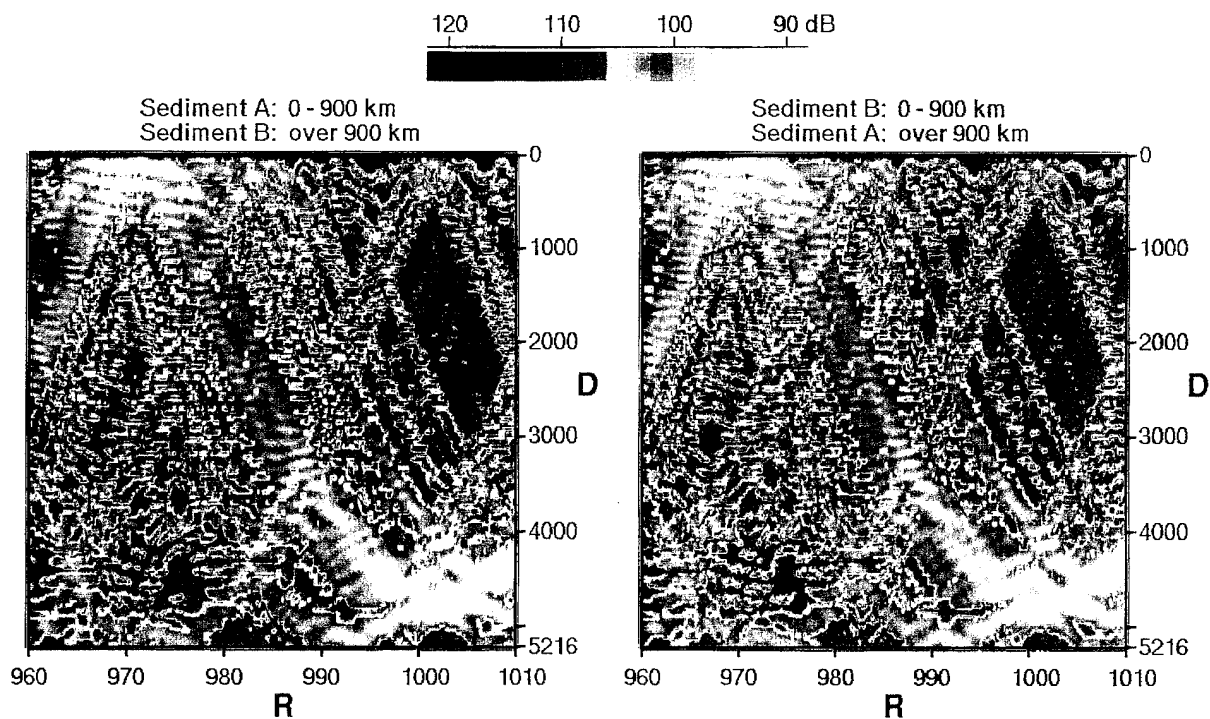 120 110 100 90 dB
Sediment A: 0 - 900 km
Sediment B: over 900 km
0
1000
2000
D
3000
4000
5216
960 970 980 990 1000 1010
R
Sediment B: 0 - 900 km
Sediment A: over 900 km
0
1000
2000
D
3000
4000
5216
960 970 980 990 1000 1010
R